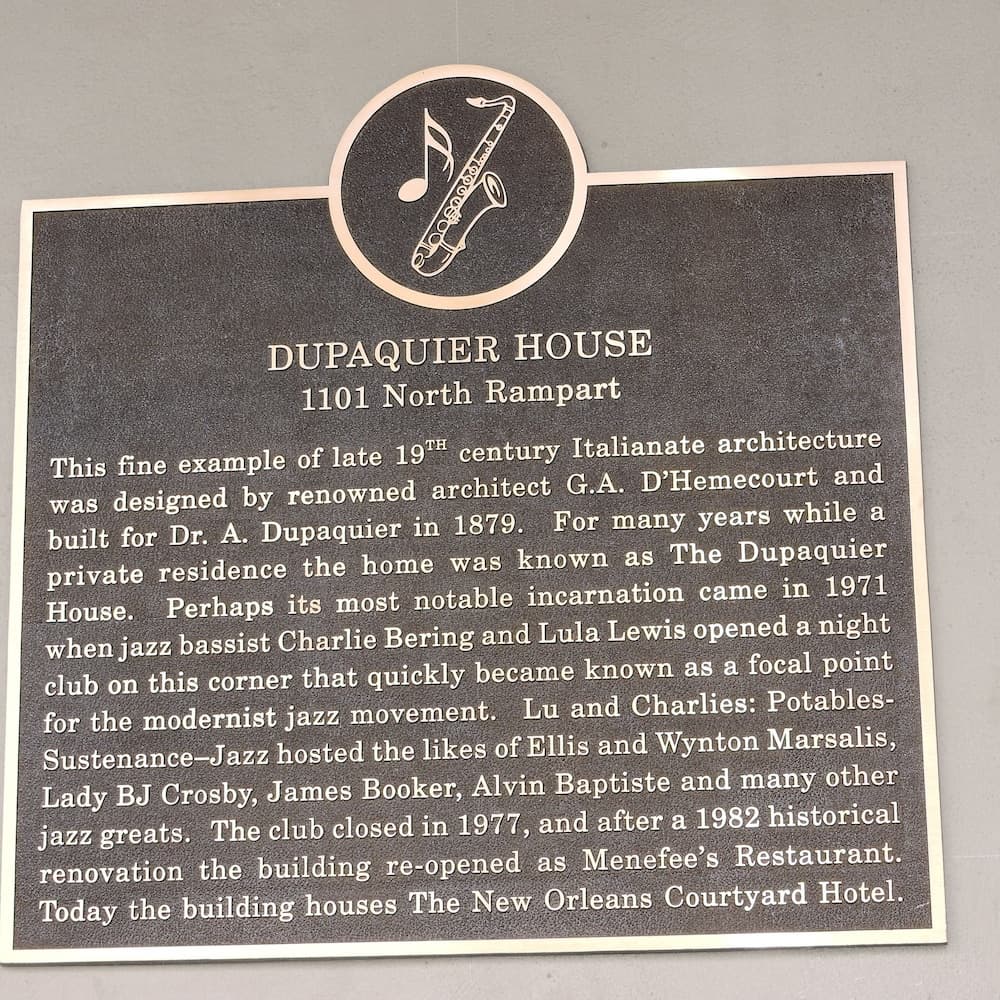 DUPAQUIER HOUSE
1101 North Rampart
This fine example of late 19TH century Italianate architecture
was designed by renowned architect G.A. D'Hemecourt and
built for Dr. A. Dupaquier in 1879. For many years while a
private residence the home was known as The Dupaquier
House. Perhaps its most notable incarnation came in 1971
when jazz bassist Charlie Bering and Lula Lewis opened a night
club on this corner that quickly became known as a focal point
for the modernist jazz movement. Lu and Charlies: Potables-
Sustenance–Jazz hosted the likes of Ellis and Wynton Marsalis,
Lady BJ Crosby, James Booker, Alvin Baptiste and many other
jazz greats. The club closed in 1977, and after a 1982 historical
renovation the building re-opened as Menefee's Restaurant.
Today the building houses The New Orleans Courtyard Hotel.